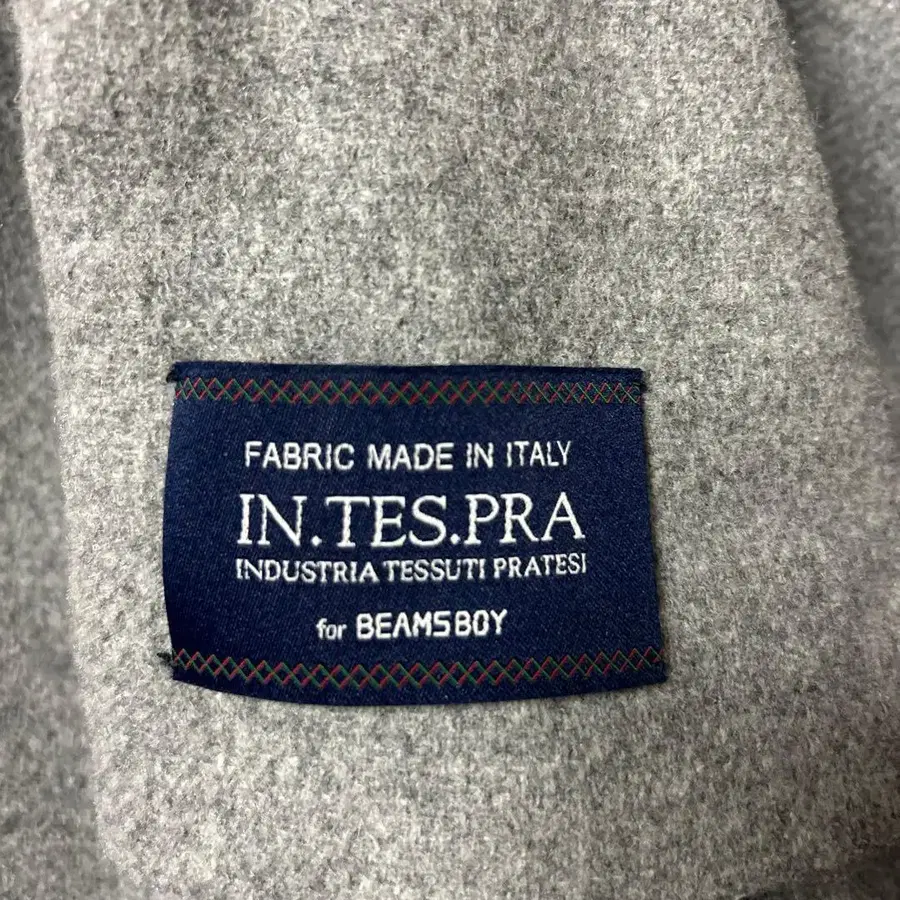 FABRIC MADE IN ITALY
IN.TES.PRA
INDUSTRIA TESSUTI PRATESI
for BEAMS BOY